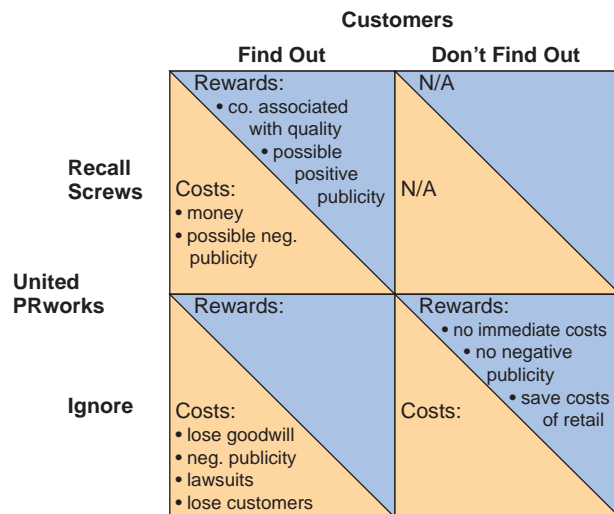 Customers
Find Out
Don't Find Out
Recall
Screws
Rewards:
• co. associated
with quality
• possible
positive
publicity
Costs:
• money
• possible neg.
publicity
N/A
N/A
United
PRworks
Ignore
Rewards:
Costs:
• lose goodwill
• neg. publicity
• lawsuits
• lose customers
Rewards:
• no immediate costs
• no negative
publicity
• save costs
of retail
Costs: